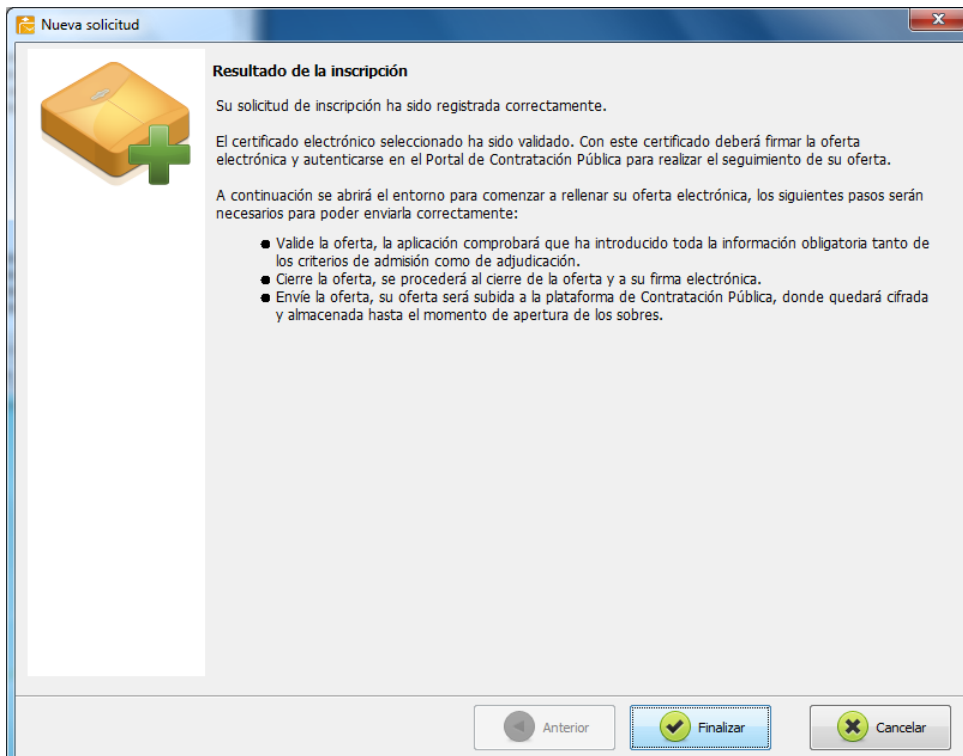 Nueva solicitud
Resultado de la inscripción
Su solicitud de inscripción ha sido registrada correctamente.
El certificado electrónico seleccionado ha sido validado. Con este certificado deberá firmar la oferta
electrónica y autenticarse en el Portal de Contratación Pública para realizar el seguimiento de su oferta.
A continuación se abrirá el entorno para comenzar a rellenar su oferta electrónica, los siguientes pasos serán
necesarios para poder enviarla correctamente:
● Valide la oferta, la aplicación comprobará que ha introducido toda la información obligatoria tanto de
los criterios de admisión como de adjudicación.
● Cierre la oferta, se procederá al cierre de la oferta y a su firma electrónica.
● Envíe la oferta, su oferta será subida a la plataforma de Contratación Pública, donde quedará cifrada
y almacenada hasta el momento de apertura de los sobres.
Anterior
Finalizar
Cancelar